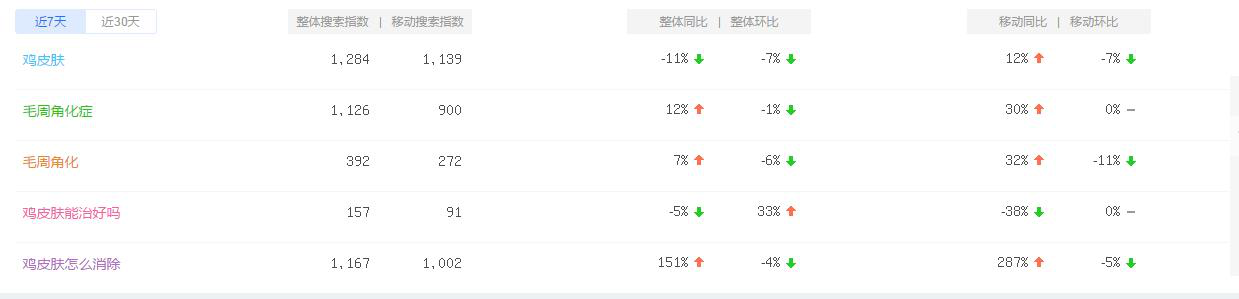 近7天 近30天 整体搜索指数 | 移动搜索指数 整体同比 | 整体环比 移动同比 | 移动环比
鸡皮肤 1,284 1,139 -11% -7% 12% -7%
毛周角化症 1,126 900 12% -1% 30% 0% –
毛周角化 392 272 7% -6% 32% -11%
鸡皮肤能治好吗 157 91 -5% 33% -38% 0% –
鸡皮肤怎么消除 1,167 1,002 151% -4% 287% -5%